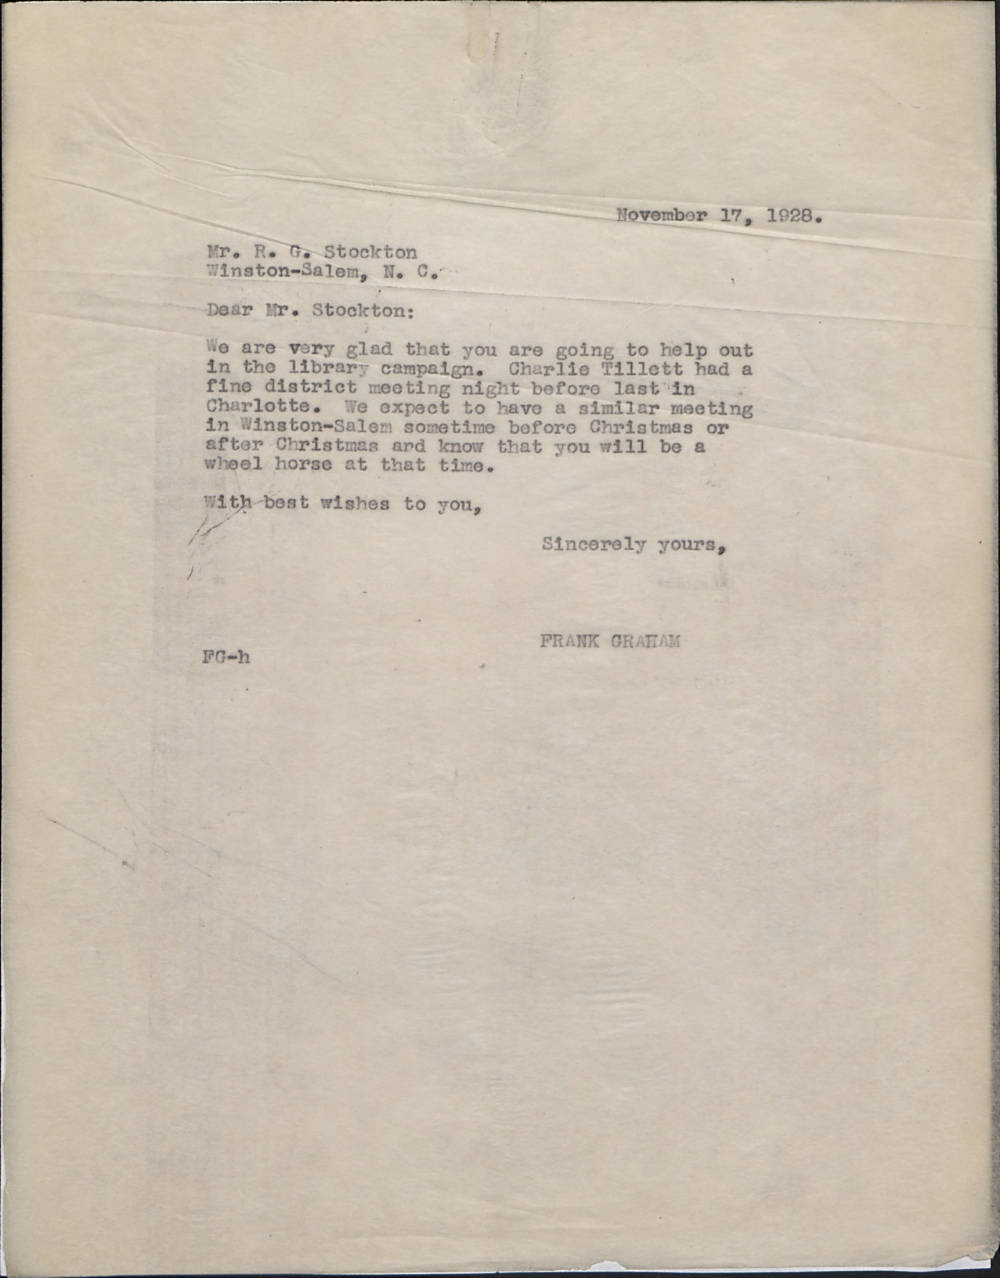 November 17, 1928.
Mr. R. G. Stockton
Winston-Salem, N. C.
Dear Mr. Stockton:
We are very glad that you are going to help out
in the library campaign. Charlie Tillett had a
fine district meeting night before last in
Charlotte. We expect to have a similar meeting
in Winston-Salem sometime before Christmas or
after Christmas and know that you will be a
wheel horse at that time.
With best wishes to you,
Sincerely yours,
FRANK GRAHAM
FG-h